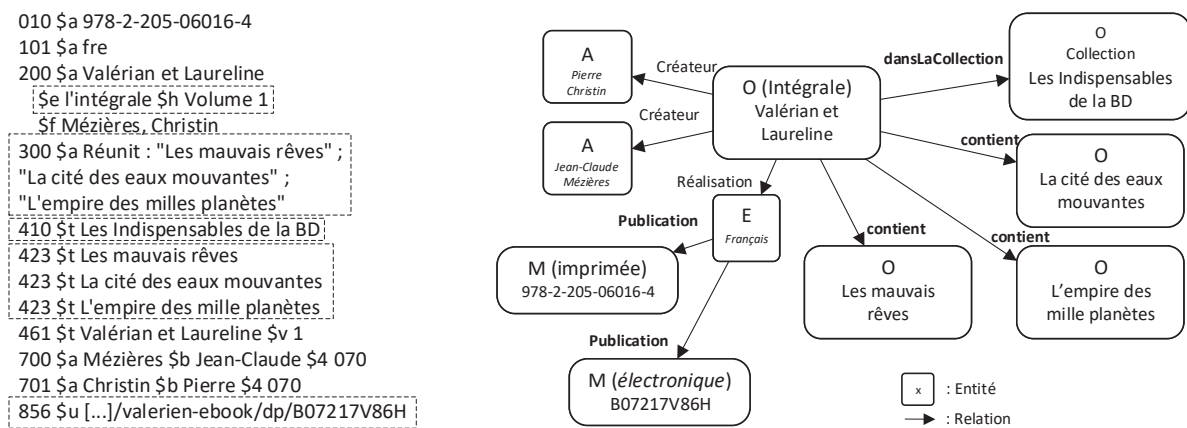 010 $a 978-2-205-06016-4
101 $a fre
200 $a Valérian et Laureline
$e l'intégrale $h Volume 1
$f Mézières, Christin
300 $a Réunit : "Les mauvais rêves" ;
"La cité des eaux mouvantes" ;
"L'empire des milles planètes"
410 $t Les Indispensables de la BD
423 $t Les mauvais rêves
423 $t La cité des eaux mouvantes
423 $t L'empire des mille planètes
461 $t Valérian et Laureline $v 1
700 $a Mézières $b Jean-Claude $4 070
701 $a Christin $b Pierre $4 070
856 $u [...]/valerien-ebook/dp/B07217V86H
A
Pierre
Christin
Créateur
A
Jean-Claude
Mézières
Créateur
O (Intégrale)
Valérian et
Laureline
dansLaCollection
O
Collection
Les Indispensables
de la BD
contient
O
La cité des eaux
mouvantes
Réalisation
E
Français
Publication
M (imprimée)
978-2-205-06016-4
contient
O
Les mauvais
rêves
contient
O
L’empire des
mille planètes
Publication
M (électronique)
B07217V86H
x : Entité
: Relation